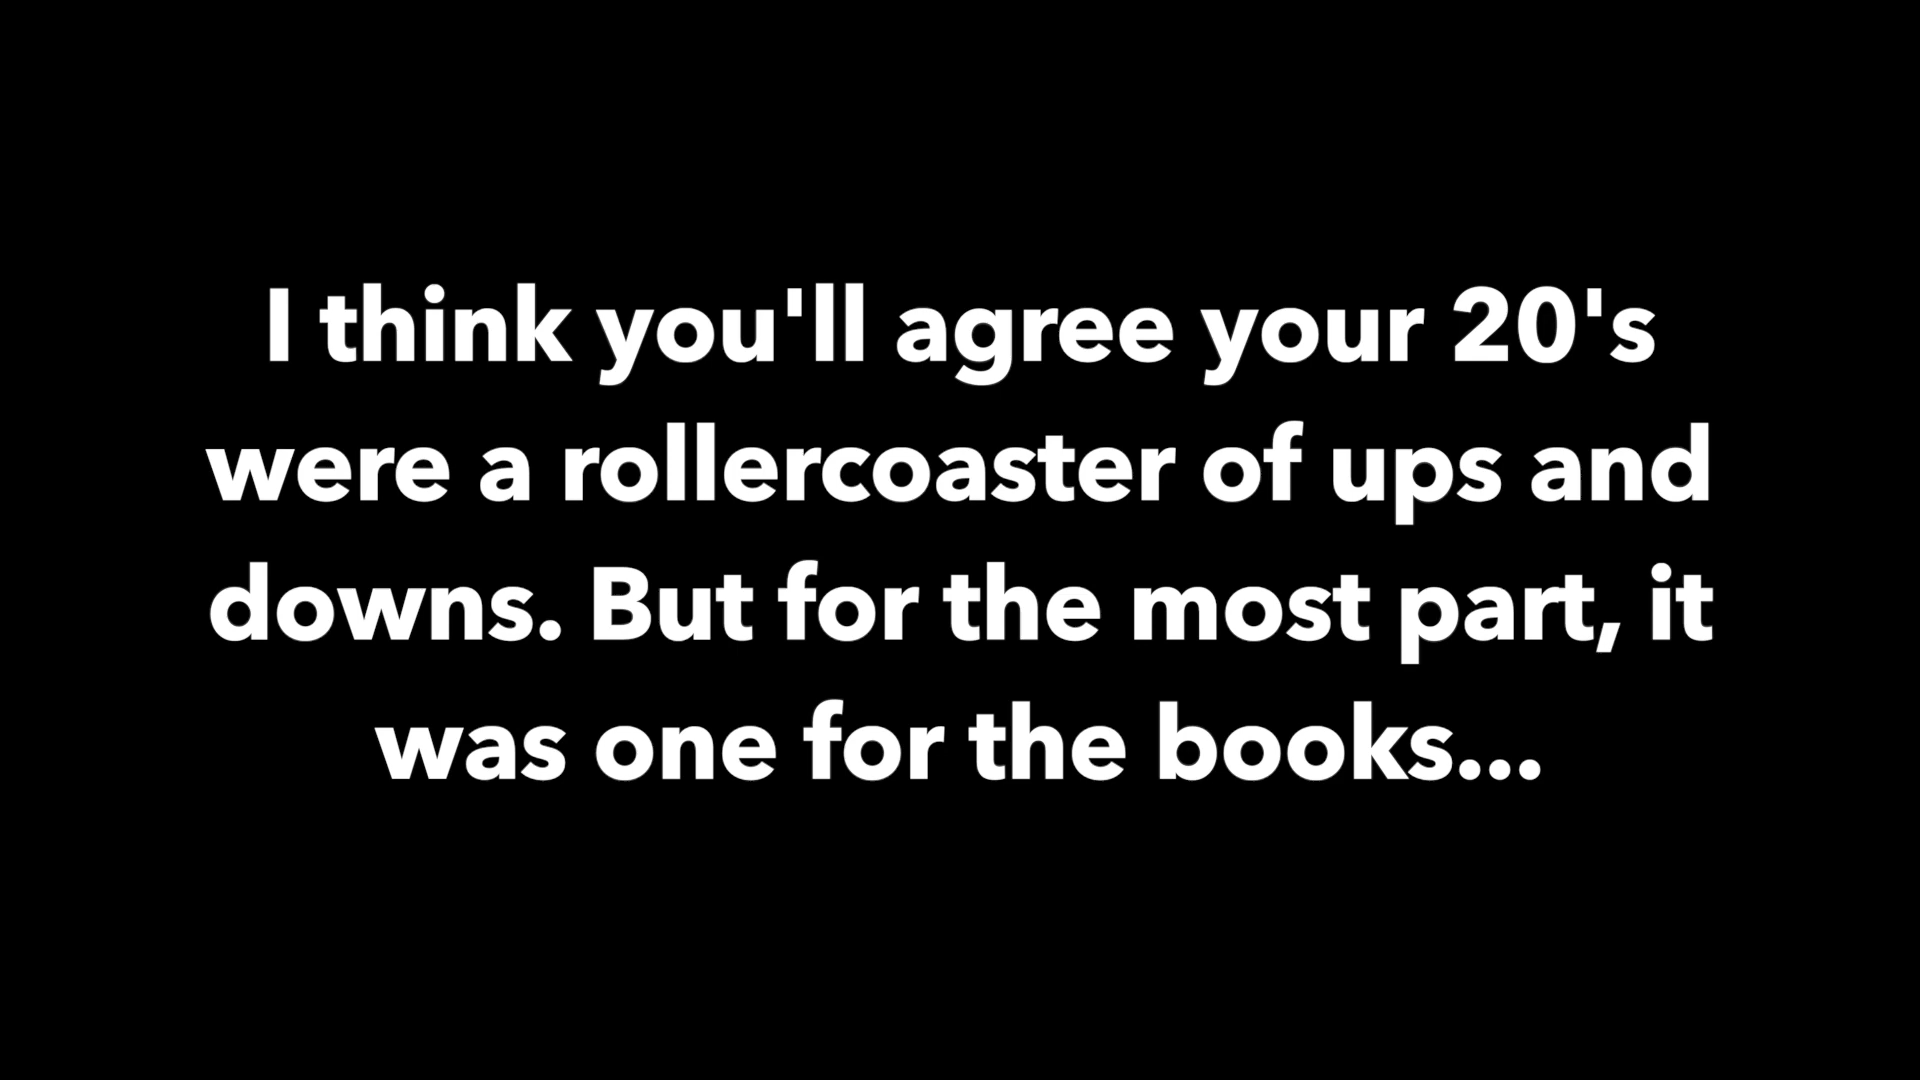 I think you'll agree your 20's
were a rollercoaster of ups and
downs. But for the most part, it
was one for the books...